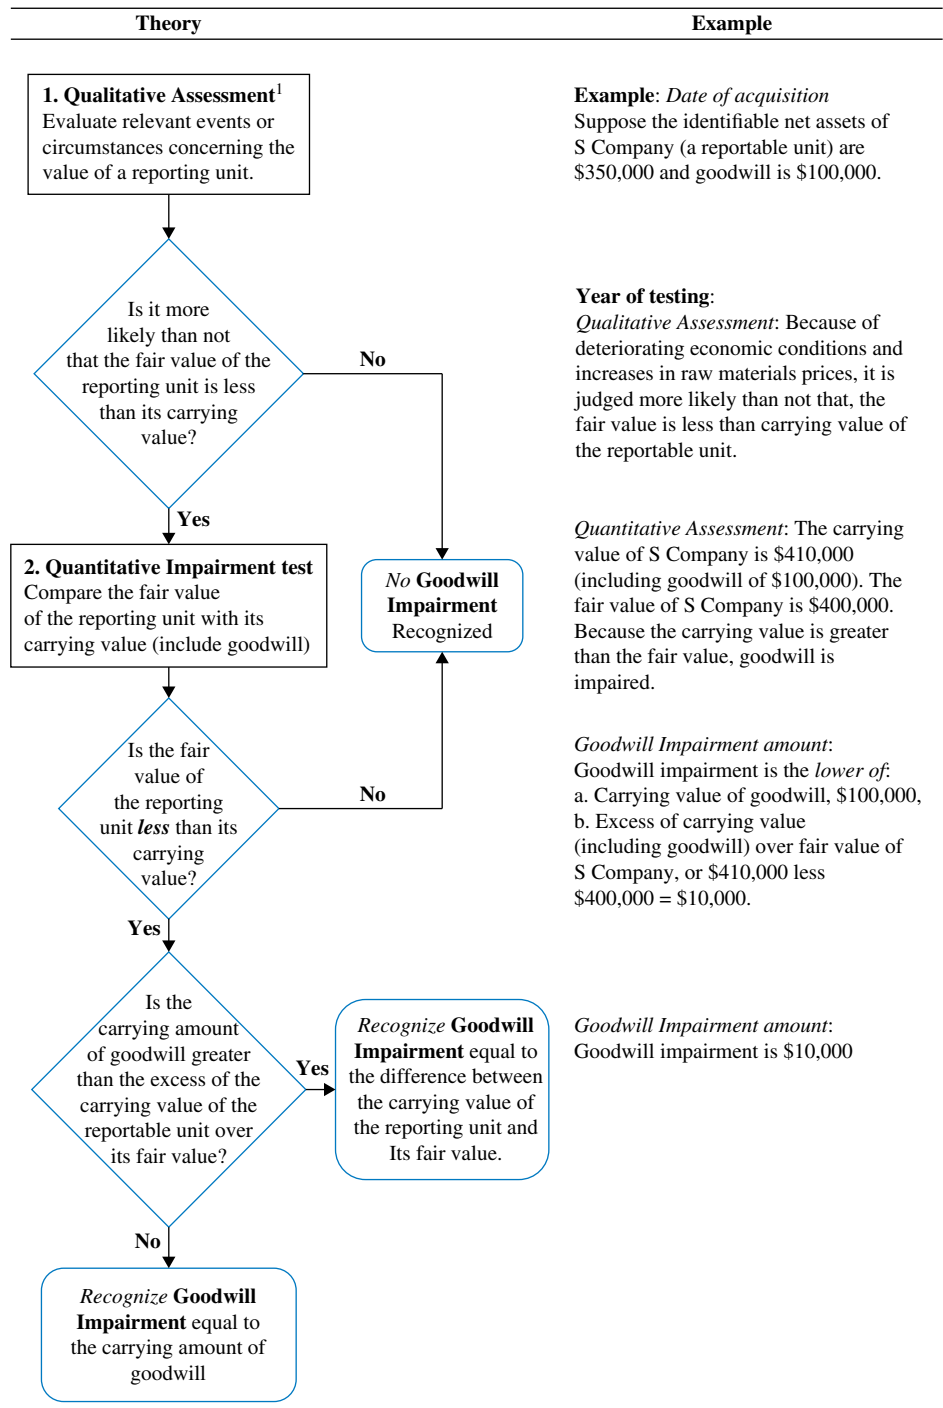 Theory
Example
1. Qualitative Assessment1
Evaluate relevant events or
circumstances concerning the
value of a reporting unit.
Example: Date of acquisition
Suppose the identifiable net assets of
S Company (a reportable unit) are
$350,000 and goodwill is $100,000.
Is it more
likely than not
that the fair value of the
reporting unit is less
than its carrying
value?
No
Year of testing:
Qualitative Assessment: Because of
deteriorating economic conditions and
increases in raw materials prices, it is
judged more likely than not that, the
fair value is less than carrying value of
the reportable unit.
Yes
2. Quantitative Impairment test
Compare the fair value
of the reporting unit with its
carrying value (include goodwill)
No Goodwill
Impairment
Recognized
Quantitative Assessment: The carrying
value of S Company is $410,000
(including goodwill of $100,000). The
fair value of S Company is $400,000.
Because the carrying value is greater
than the fair value, goodwill is
impaired.
Is the fair
value of
the reporting
unit less than its
carrying
value?
No
Goodwill Impairment amount:
Goodwill impairment is the lower of:
a. Carrying value of goodwill, $100,000,
b. Excess of carrying value
(including goodwill) over fair value of
S Company, or $410,000 less
$400,000 = $10,000.
Yes
Is the
carrying amount
of goodwill greater
than the excess of the
carrying value of the
reportable unit over
its fair value?
Yes
Recognize Goodwill
Impairment equal to
the difference between
the carrying value of
the reporting unit and
Its fair value.
Goodwill Impairment amount:
Goodwill impairment is $10,000
No
Recognize Goodwill
Impairment equal to
the carrying amount of
goodwill